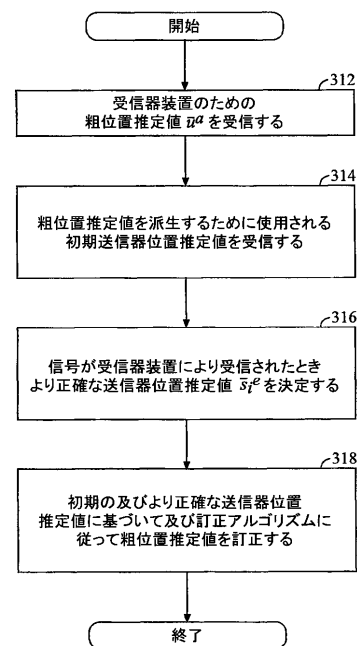 開始
312
受信器装置のための
粗位置推定値 u̅ᵃ を受信する
314
粗位置推定値を派生するために使用される
初期送信器位置推定値を受信する
316
信号が受信器装置により受信されたとき
より正確な送信器位置推定値 s̅ᵢᵉ を決定する
318
初期の及びより正確な送信器位置
推定値に基づいて及び訂正アルゴリズムに
従って粗位置推定値を訂正する
終了